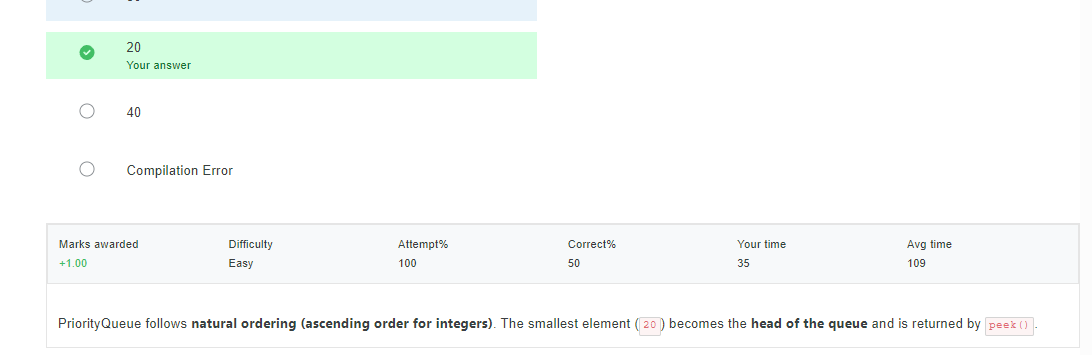 20
Your answer
40
Compilation Error
Marks awarded Difficulty Attempt% Correct% Your time Avg time
+1.00 Easy 100 50 35 109
PriorityQueue follows natural ordering (ascending order for integers). The smallest element (20) becomes the head of the queue and is returned by peek().